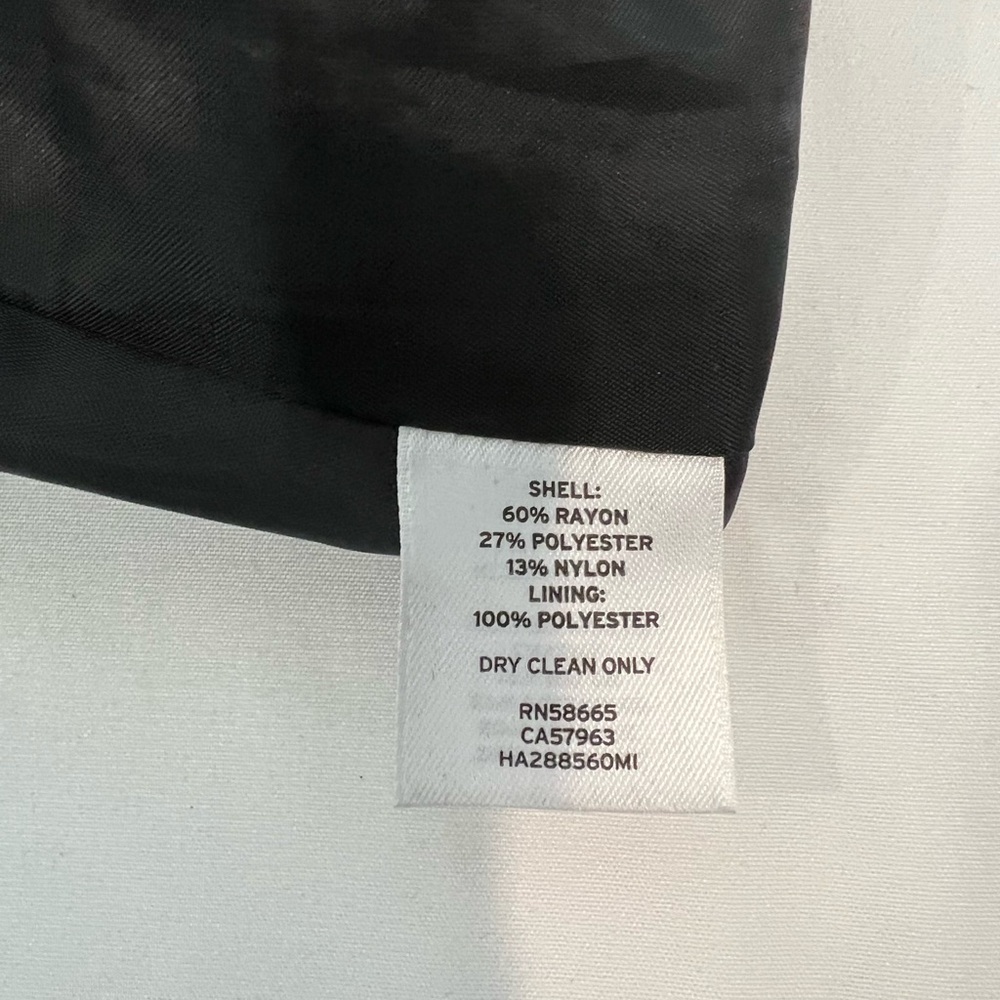 SHELL:
60% RAYON
27% POLYESTER
13% NYLON
LINING:
100% POLYESTER
DRY CLEAN ONLY
RN58665
CA57963
HA288560MI